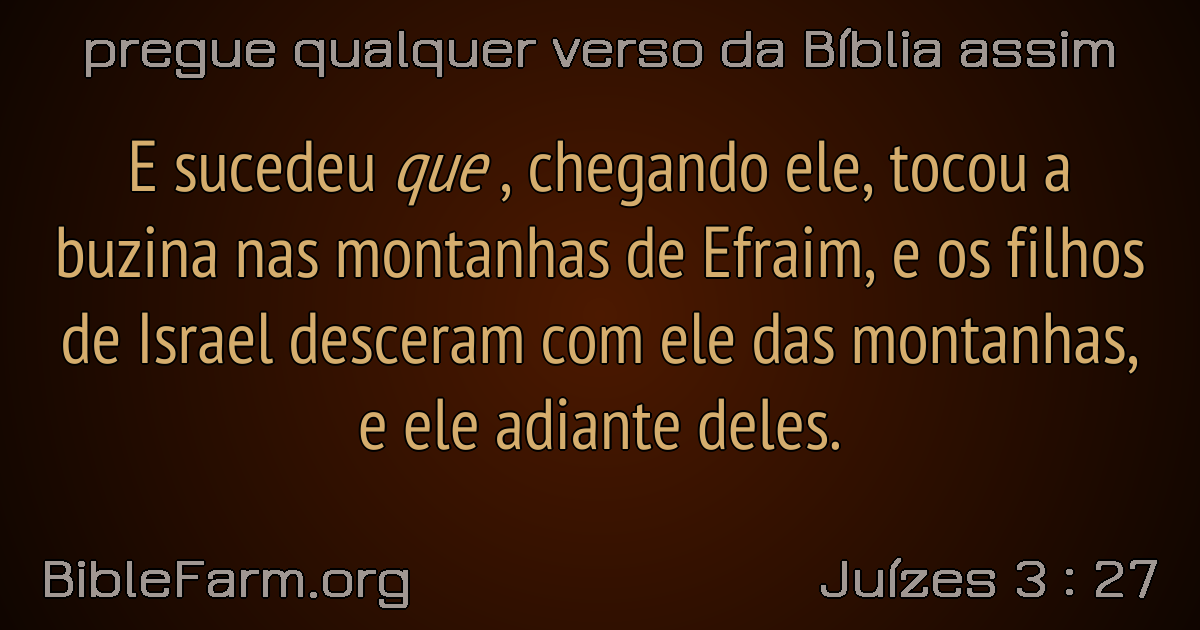 pregue qualquer verso da Bíblia assim
E sucedeu que , chegando ele, tocou a
buzina nas montanhas de Efraim, e os filhos
de Israel desceram com ele das montanhas,
e ele adiante deles.
BibleFarm.org
Juízes 3 : 27